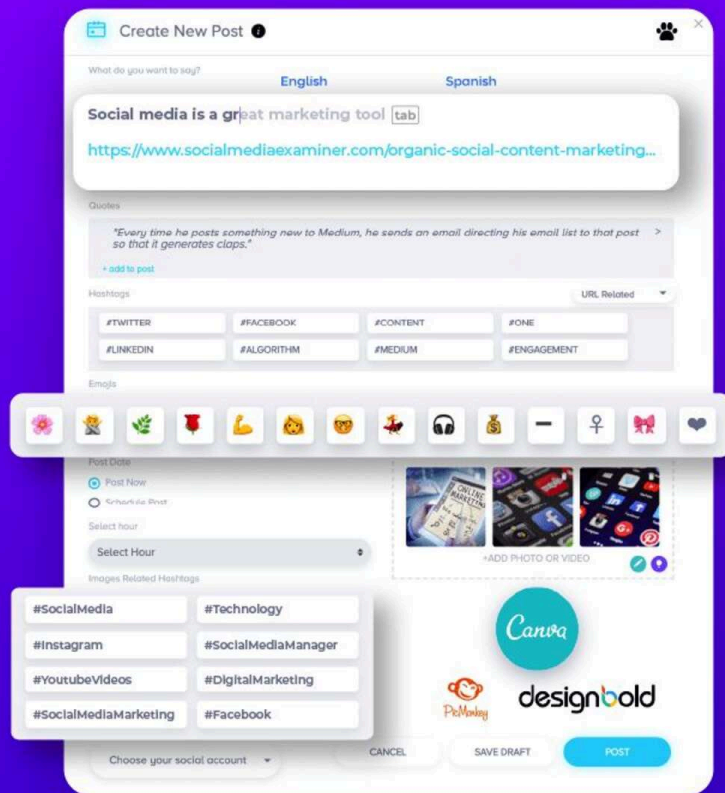 Create New Post i
What do you want to say?
English Spanish
Social media is a great marketing tool tab
https://www.socialmediaexaminer.com/organic-social-content-marketing...
Quotes
"Every time he posts something new to Medium, he sends an email directing his email list to that post >
so that it generates claps."
+ add to post
Hashtags
URL Related
#TWITTER #FACEBOOK #CONTENT #ONE
#LINKEDIN #ALGORITHM #MEDIUM #ENGAGEMENT
Emojis
Post Date
Post Now
Schedule Post
Select hour
Select Hour
ONLINE
MARKETING
+ADD PHOTO OR VIDEO
Images Related Hashtags
#SocialMedia #Technology
#Instagram #SocialMediaManager
#YoutubeVideos #DigitalMarketing
#SocialMediaMarketing #Facebook
Canva
PicMonkey
designbold
Choose your social account
CANCEL SAVE DRAFT POST